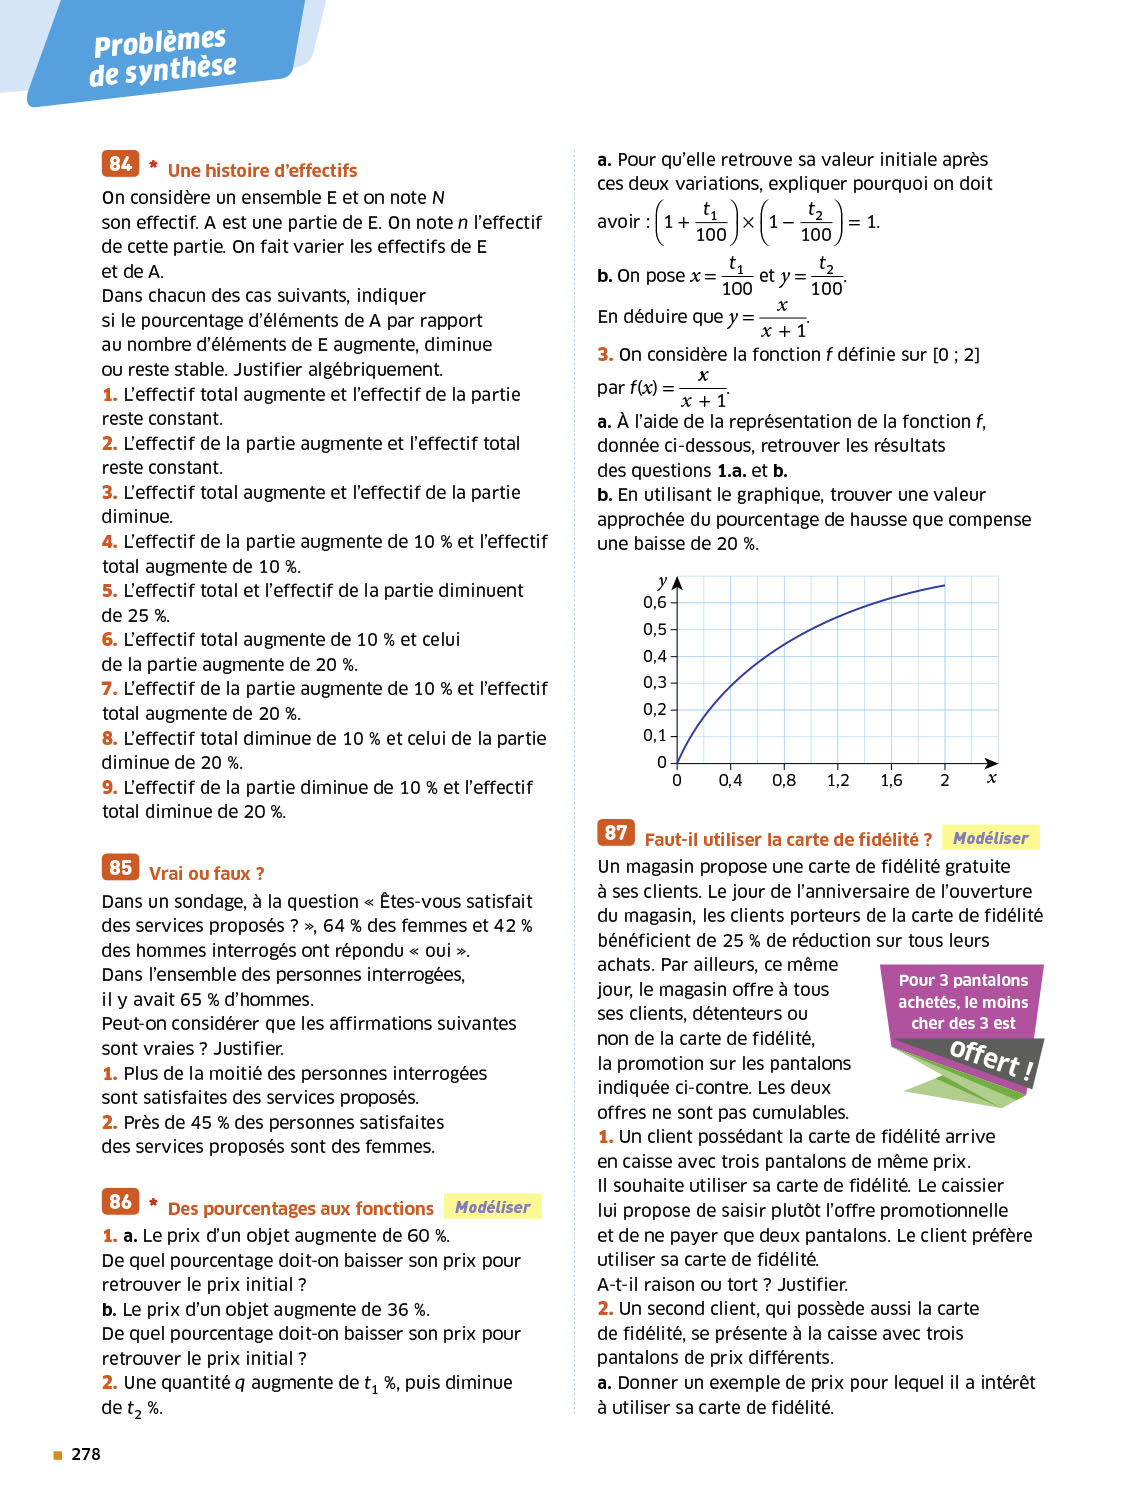 Problèmes
de synthèse
84 * Une histoire d'effectifs
On considère un ensemble E et on note N
son effectif. A est une partie de E. On note n l'effectif
de cette partie. On fait varier les effectifs de E
et de A.
Dans chacun des cas suivants, indiquer
si le pourcentage d'éléments de A par rapport
au nombre d'éléments de E augmente, diminue
ou reste stable. Justifier algébriquement.
1. L'effectif total augmente et l'effectif de la partie
reste constant.
2. L'effectif de la partie augmente et l'effectif total
reste constant.
3. L'effectif total augmente et l'effectif de la partie
diminue.
4. L'effectif de la partie augmente de 10 % et l'effectif
total augmente de 10 %.
5. L'effectif total et l'effectif de la partie diminuent
de 25 %.
6. L'effectif total augmente de 10 % et celui
de la partie augmente de 20 %.
7. L'effectif de la partie augmente de 10 % et l'effectif
total augmente de 20 %.
8. L'effectif total diminue de 10 % et celui de la partie
diminue de 20 %.
9. L'effectif de la partie diminue de 10 % et l'effectif
total diminue de 20 %.
85 Vrai ou faux ?
Dans un sondage, à la question « Êtes-vous satisfait
des services proposés ? », 64 % des femmes et 42 %
des hommes interrogés ont répondu « oui ».
Dans l'ensemble des personnes interrogées,
il y avait 65 % d'hommes.
Peut-on considérer que les affirmations suivantes
sont vraies ? Justifier.
1. Plus de la moitié des personnes interrogées
sont satisfaites des services proposés.
2. Près de 45 % des personnes satisfaites
des services proposés sont des femmes.
86 * Des pourcentages aux fonctions Modéliser
1. a. Le prix d'un objet augmente de 60 %.
De quel pourcentage doit-on baisser son prix pour
retrouver le prix initial ?
b. Le prix d'un objet augmente de 36 %.
De quel pourcentage doit-on baisser son prix pour
retrouver le prix initial ?
2. Une quantité q augmente de t₁ %, puis diminue
de t₂ %.
a. Pour qu'elle retrouve sa valeur initiale après
ces deux variations, expliquer pourquoi on doit
avoir : (1 + t₁/100) × (1 − t₂/100) = 1.
b. On pose x = t₁/100 et y = t₂/100.
En déduire que y = x/(x + 1).
3. On considère la fonction f définie sur [0 ; 2]
par f(x) = x/(x + 1).
a. À l'aide de la représentation de la fonction f,
donnée ci-dessous, retrouver les résultats
des questions 1.a. et b.
b. En utilisant le graphique, trouver une valeur
approchée du pourcentage de hausse que compense
une baisse de 20 %.
y
0,6
0,5
0,4
0,3
0,2
0,1
0
0 0,4 0,8 1,2 1,6 2 x
87 Faut-il utiliser la carte de fidélité ? Modéliser
Un magasin propose une carte de fidélité gratuite
à ses clients. Le jour de l'anniversaire de l'ouverture
du magasin, les clients porteurs de la carte de fidélité
bénéficient de 25 % de réduction sur tous leurs
achats. Par ailleurs, ce même
jour, le magasin offre à tous
ses clients, détenteurs ou
non de la carte de fidélité,
la promotion sur les pantalons
indiquée ci-contre. Les deux
offres ne sont pas cumulables.
Pour 3 pantalons
achetés, le moins
cher des 3 est
offert !
1. Un client possédant la carte de fidélité arrive
en caisse avec trois pantalons de même prix.
Il souhaite utiliser sa carte de fidélité. Le caissier
lui propose de saisir plutôt l'offre promotionnelle
et de ne payer que deux pantalons. Le client préfère
utiliser sa carte de fidélité.
A-t-il raison ou tort ? Justifier.
2. Un second client, qui possède aussi la carte
de fidélité, se présente à la caisse avec trois
pantalons de prix différents.
a. Donner un exemple de prix pour lequel il a intérêt
à utiliser sa carte de fidélité.
278